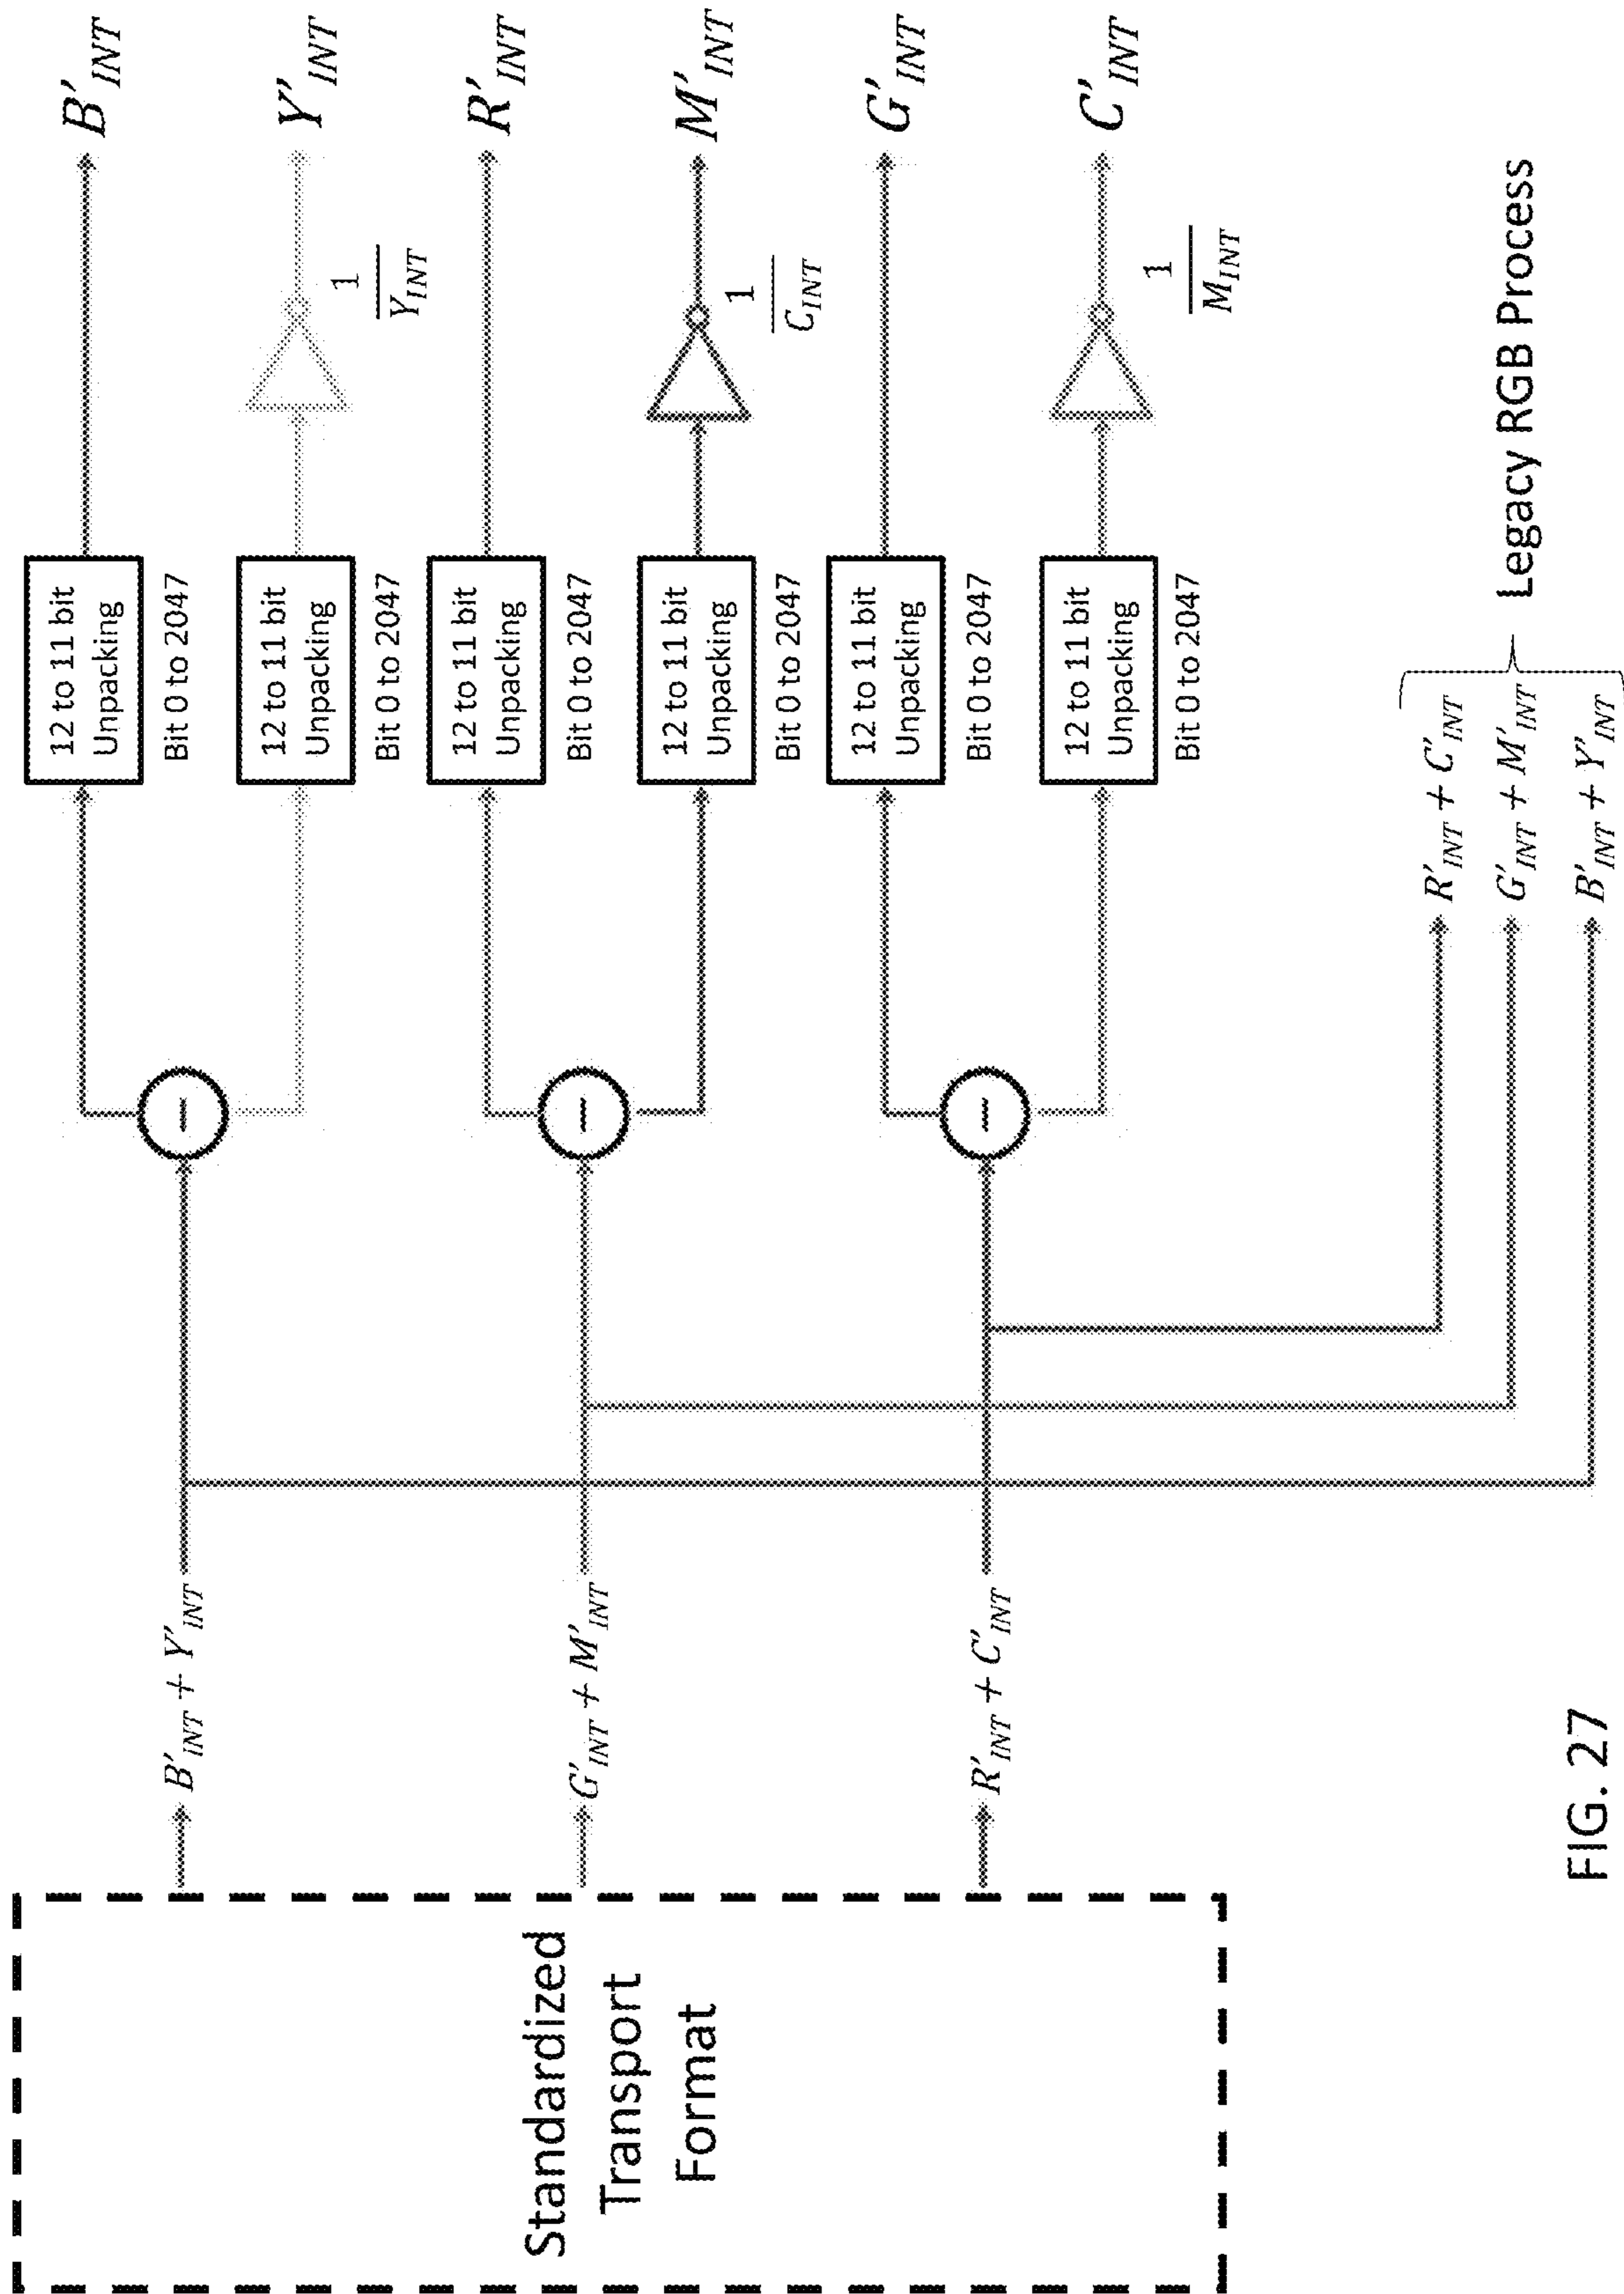 Standardized
Transport
Format
B'INT + Y'INT
G'INT + M'INT
R'INT + C'INT
−
−
−
12 to 11 bit
Unpacking
Bit 0 to 2047
B'INT
12 to 11 bit
Unpacking
Bit 0 to 2047
1
YINT
Y'INT
12 to 11 bit
Unpacking
Bit 0 to 2047
R'INT
12 to 11 bit
Unpacking
Bit 0 to 2047
1
CINT
M'INT
12 to 11 bit
Unpacking
Bit 0 to 2047
G'INT
12 to 11 bit
Unpacking
Bit 0 to 2047
1
MINT
C'INT
R'INT + C'INT
G'INT + M'INT
B'INT + Y'INT
Legacy RGB Process
FIG. 27